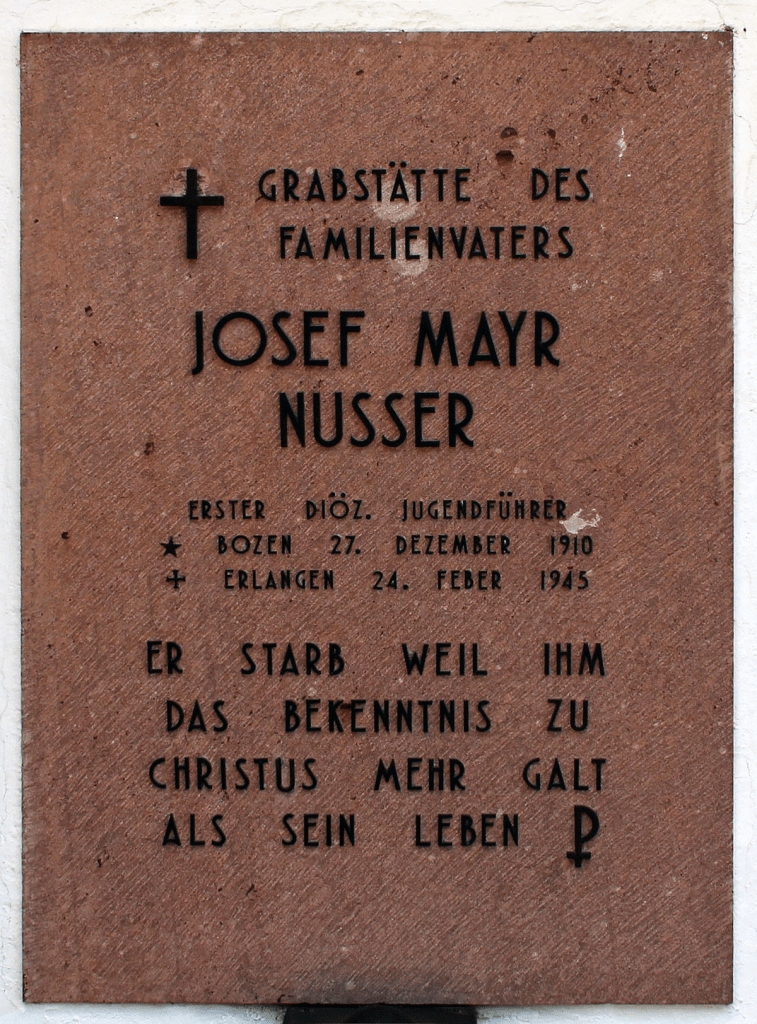 GRABSTÄTTE DES
FAMILIENVATERS
JOSEF MAYR
NUSSER
ERSTER DIÖZ. JUGENDFÜHRER
★ BOZEN 27. DEZEMBER 1910
✠ ERLANGEN 24. FEBER 1945
ER STARB WEIL IHM
DAS BEKENNTNIS ZU
CHRISTUS MEHR GALT
ALS SEIN LEBEN